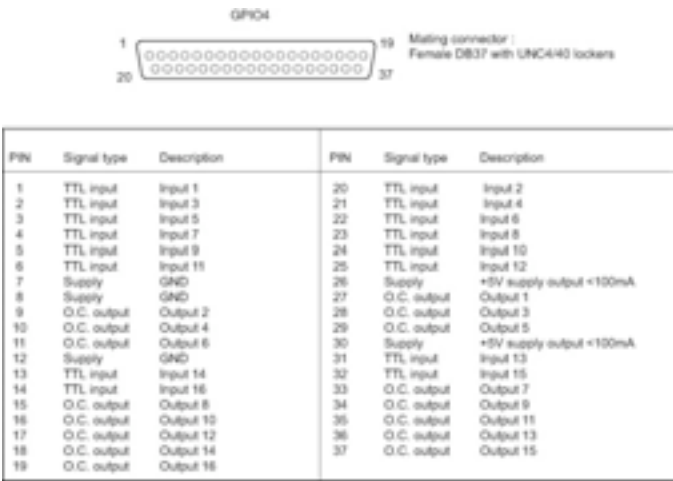 GPIO4
1 19 Mating connector :
Female DB37 with UNC4/40 lockers
20 37
PIN Signal type Description PIN Signal type Description
1 TTL input Input 1 20 TTL input Input 2
2 TTL input Input 3 21 TTL input Input 4
3 TTL input Input 5 22 TTL input Input 6
4 TTL input Input 7 23 TTL input Input 8
5 TTL input Input 9 24 TTL input Input 10
6 TTL input Input 11 25 TTL input Input 12
7 Supply GND 26 Supply +5V supply output <100mA
8 Supply GND 27 O.C. output Output 1
9 O.C. output Output 2 28 O.C. output Output 3
10 O.C. output Output 4 29 O.C. output Output 5
11 O.C. output Output 6 30 Supply +5V supply output <100mA
12 Supply GND 31 TTL input Input 13
13 TTL input Input 14 32 TTL input Input 15
14 TTL input Input 16 33 O.C. output Output 7
15 O.C. output Output 8 34 O.C. output Output 9
16 O.C. output Output 10 35 O.C. output Output 11
17 O.C. output Output 12 36 O.C. output Output 13
18 O.C. output Output 14 37 O.C. output Output 15
19 O.C. output Output 16